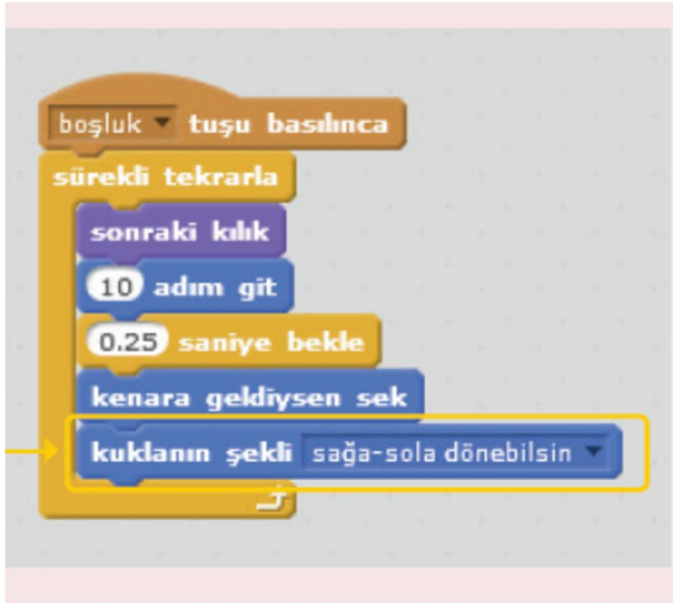 boşluk tuşu basılınca
sürekli tekrarla
sonraki kılık
10 adım git
0.25 saniye bekle
kenara geldiysen sek
kuklanın şekli sağa-sola dönebilsin